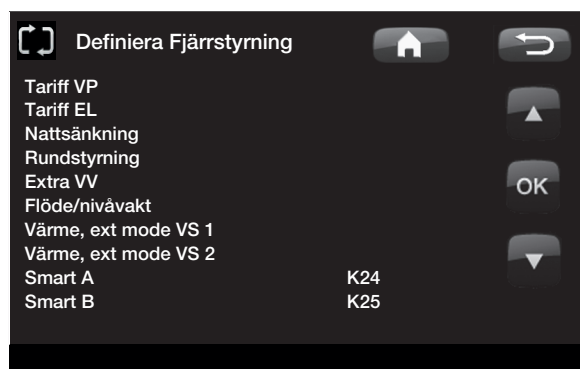 Definiera Fjärrstyrning
Tariff VP
Tariff EL
Nattsänkning
Rundstyrning
Extra VV
Flöde/nivåvakt
Värme, ext mode VS 1
Värme, ext mode VS 2
Smart A K24
Smart B K25
OK